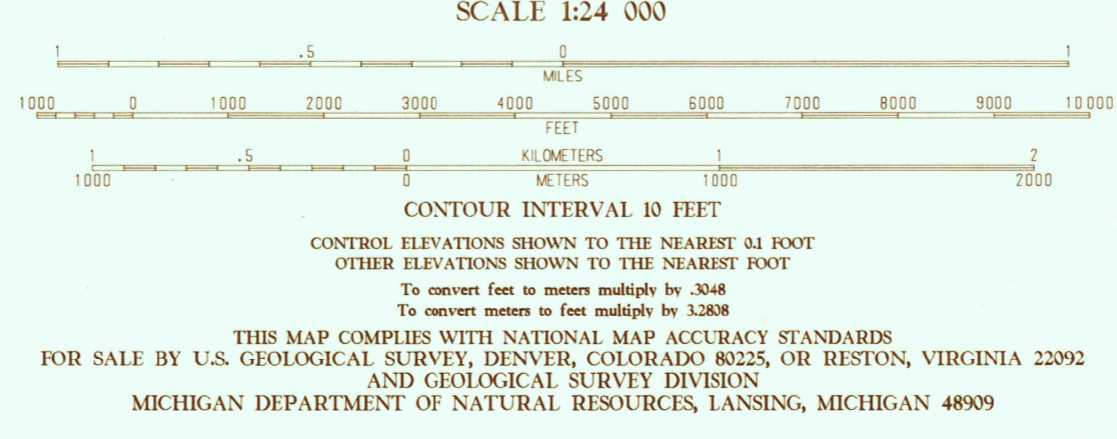 SCALE 1:24 000
1 .5 0 1
MILES
1000 0 1000 2000 3000 4000 5000 6000 7000 8000 9000 10 000
FEET
1 .5 0 KILOMETERS 1 2
1000 0 METERS 1000 2000
CONTOUR INTERVAL 10 FEET
CONTROL ELEVATIONS SHOWN TO THE NEAREST 0.1 FOOT
OTHER ELEVATIONS SHOWN TO THE NEAREST FOOT
To convert feet to meters multiply by .3048
To convert meters to feet multiply by 3.2808
THIS MAP COMPLIES WITH NATIONAL MAP ACCURACY STANDARDS
FOR SALE BY U.S. GEOLOGICAL SURVEY, DENVER, COLORADO 80225, OR RESTON, VIRGINIA 22092
AND GEOLOGICAL SURVEY DIVISION
MICHIGAN DEPARTMENT OF NATURAL RESOURCES, LANSING, MICHIGAN 48909